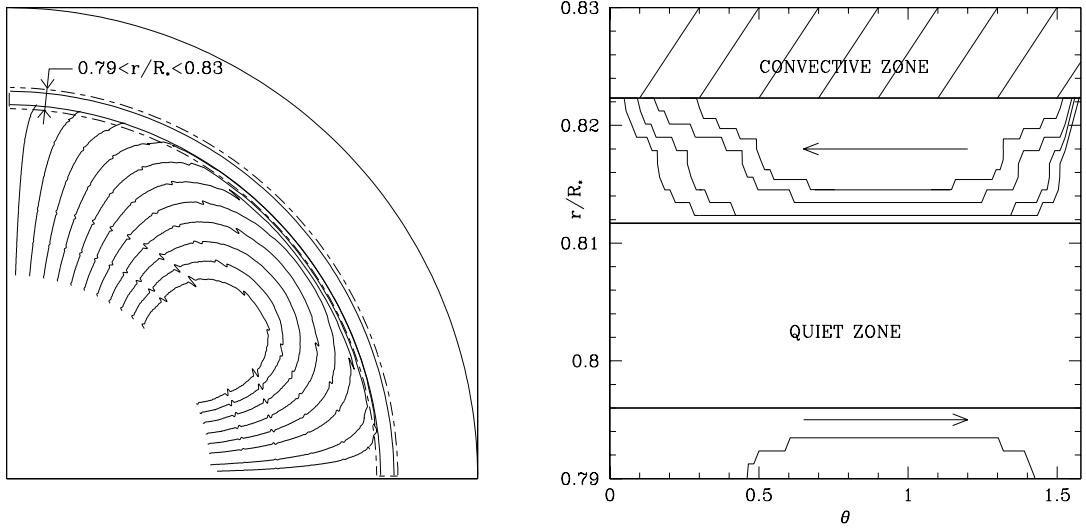 0.79<r/R*<0.83
0.83
CONVECTIVE ZONE
0.82
r/R*
0.81
QUIET ZONE
0.8
0.79
0
0.5
1
1.5
θ